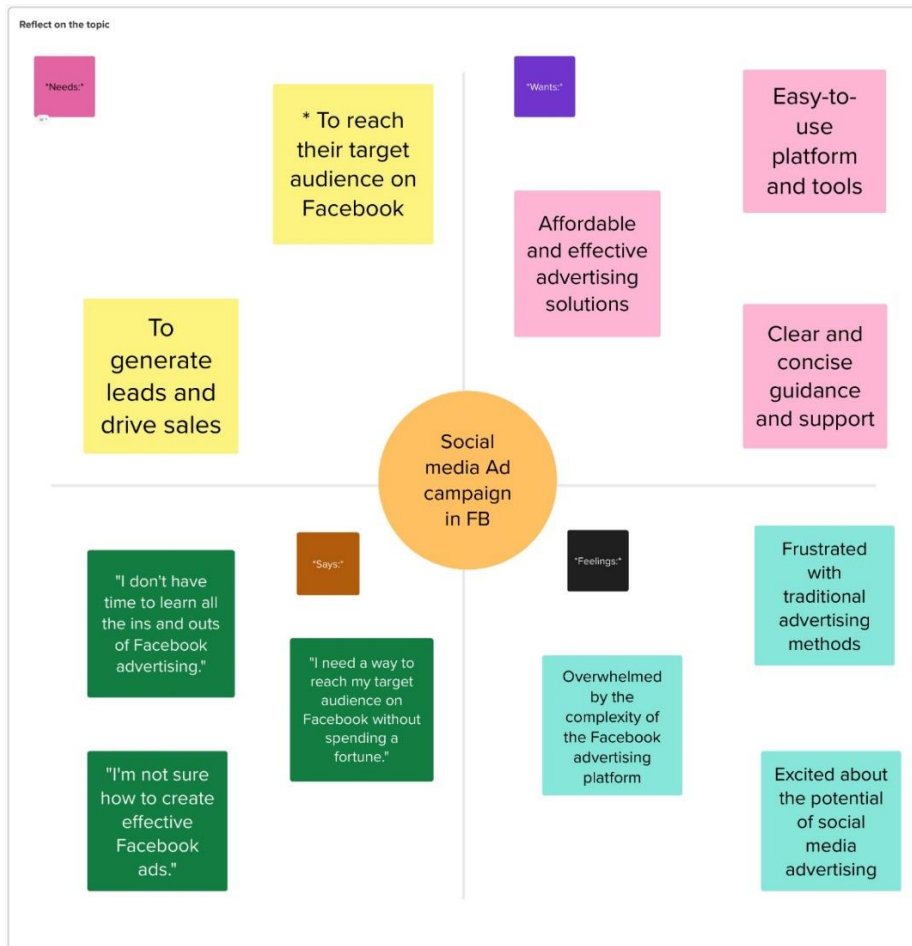 Reflect on the topic
"Needs:"
* To reach
their target
audience on
Facebook
To
generate
leads and
drive sales
"Wants:"
Easy-to-
use
platform
and tools
Affordable
and effective
advertising
solutions
Clear and
concise
guidance
and support
Social
media Ad
campaign
in FB
"I don't have
time to learn all
the ins and outs
of Facebook
advertising."
"Says:"
"I need a way to
reach my target
audience on
Facebook without
spending a
fortune."
"I'm not sure
how to create
effective
Facebook
ads."
"Feelings:"
Frustrated
with
traditional
advertising
methods
Overwhelmed
by the
complexity of
the Facebook
advertising
platform
Excited about
the potential
of social
media
advertising